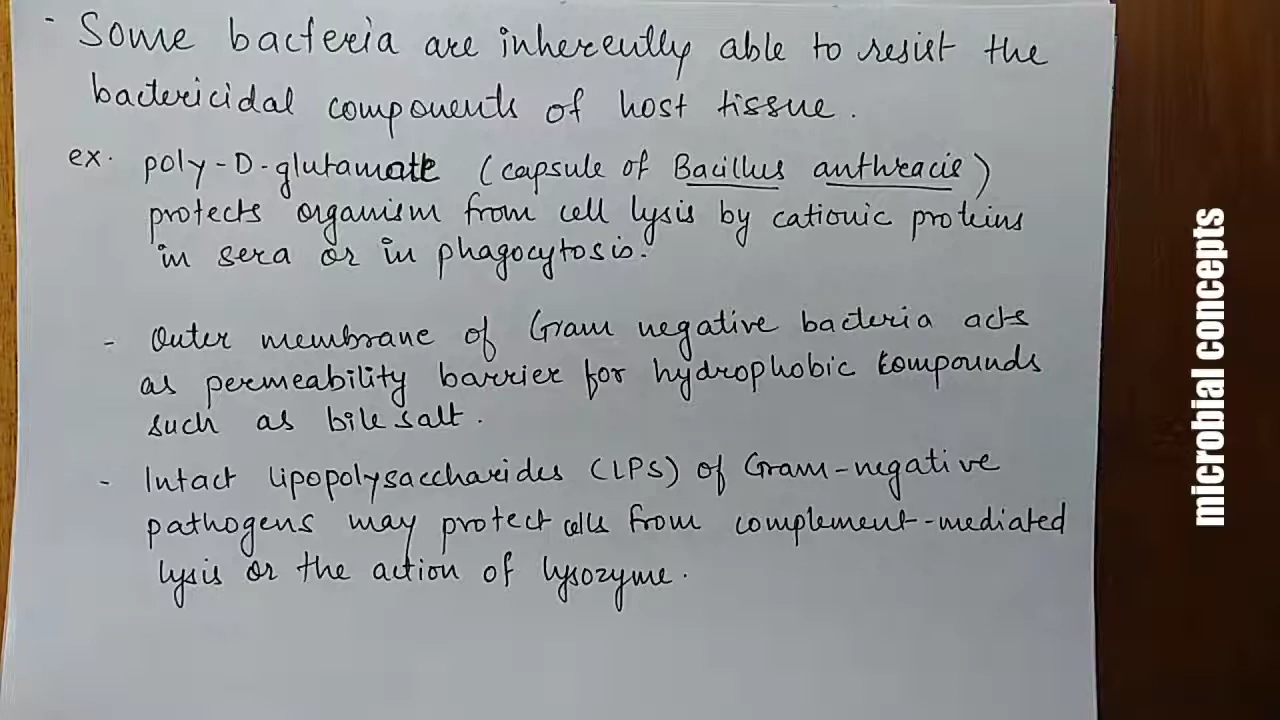 - Some bacteria are inherently able to resist the
bactericidal components of host tissue.
ex. poly-D-glutamate (capsule of Bacillus anthracis)
protects organism from cell lysis by cationic proteins
in sera or in phagocytosis.
- Outer membrane of Gram negative bacteria acts
as permeability barrier for hydrophobic compounds
such as bile salt.
- Intact lipopolysaccharides (LPS) of Gram-negative
pathogens may protect cells from complement-mediated
lysis or the action of lysozyme.
microbial concepts